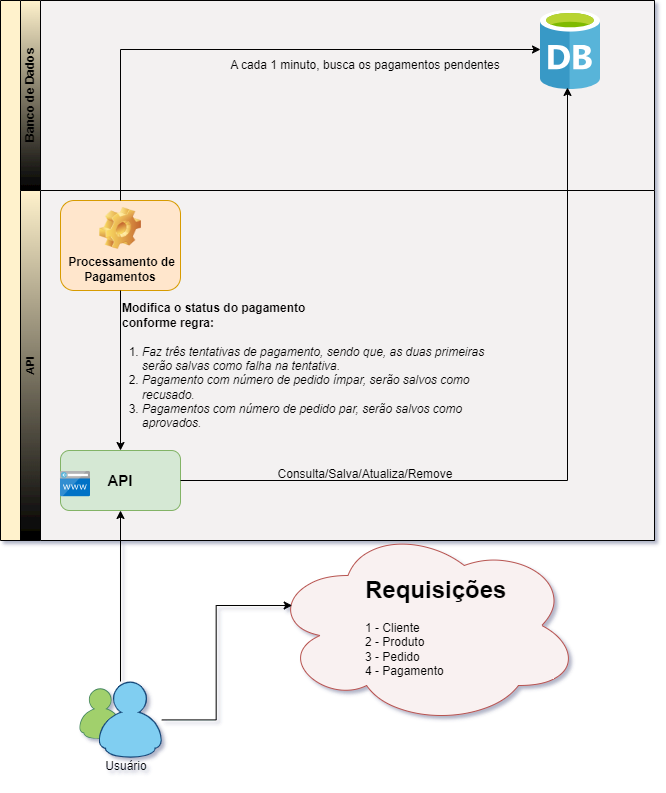 Banco de Dados
DB
A cada 1 minuto, busca os pagamentos pendentes
API
Processamento de
Pagamentos
Modifica o status do pagamento
conforme regra:
1. Faz três tentativas de pagamento, sendo que, as duas primeiras
serão salvas como falha na tentativa.
2. Pagamento com número de pedido ímpar, serão salvos como
recusado.
3. Pagamentos com número de pedido par, serão salvos como
aprovados.
www
API
Consulta/Salva/Atualiza/Remove
Requisições
1 - Cliente
2 - Produto
3 - Pedido
4 - Pagamento
Usuário